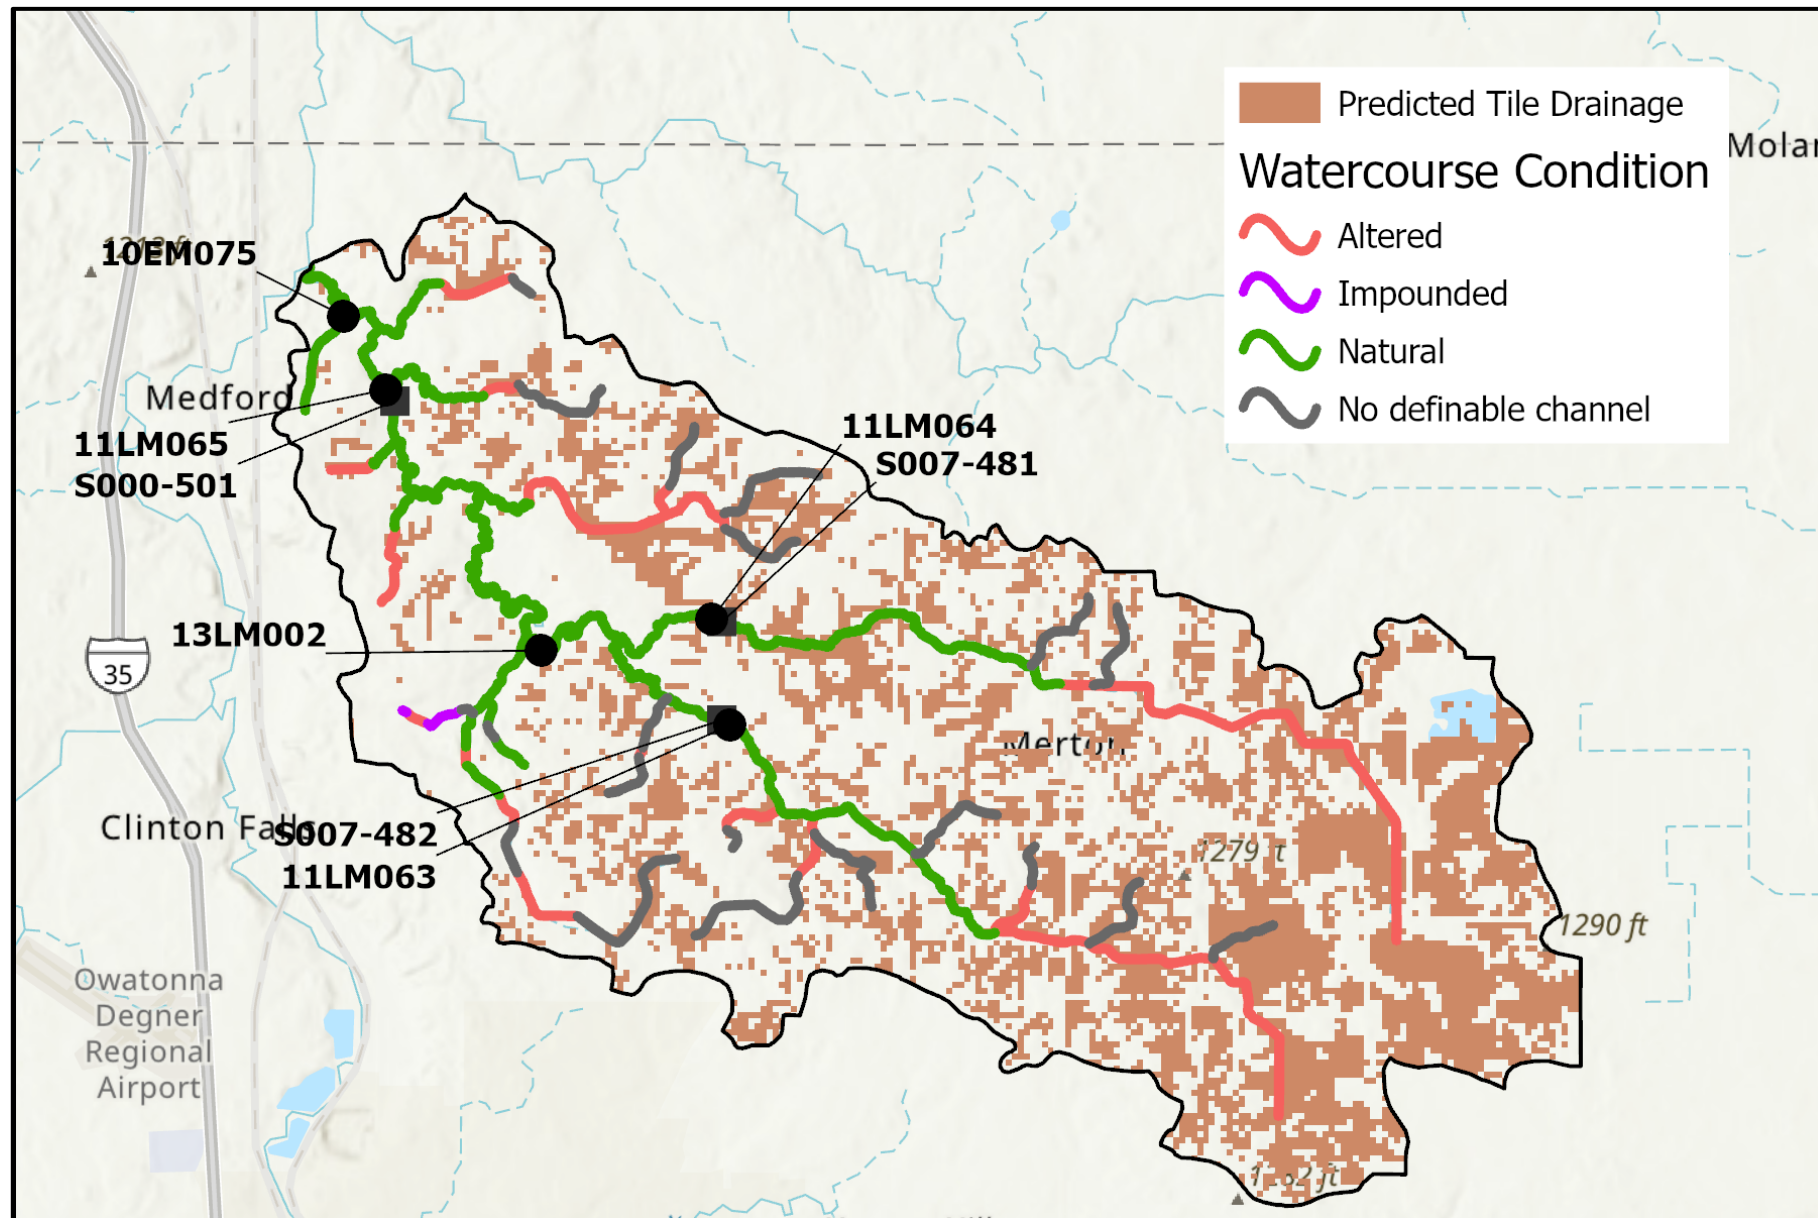 Predicted Tile Drainage
Watercourse Condition
Altered
Impounded
Natural
No definable channel
10EM075
Medford
11LM065
S000-501
11LM064
S007-481
13LM002
35
Merton
Clinton Falls
S007-482
11LM063
1279 ft
1290 ft
Owatonna
Degner
Regional
Airport